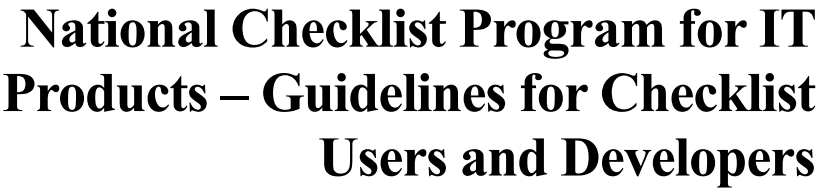 National Checklist Program for IT
Products – Guidelines for Checklist
Users and Developers